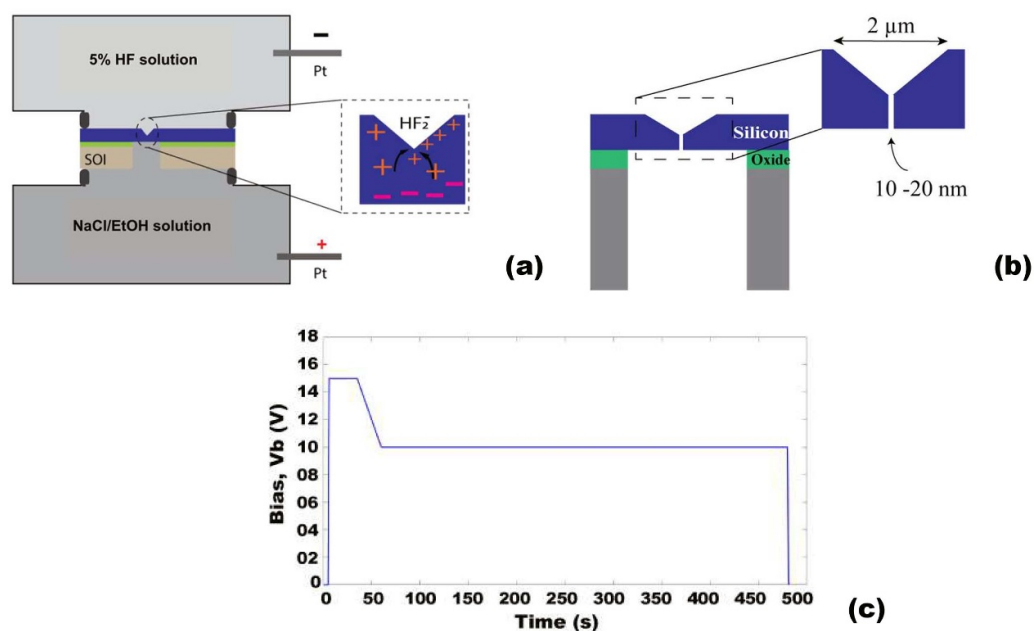 5% HF solution
−
Pt
SOI
HF₂⁻
NaCl/EtOH solution
+
Pt
(a)
2 µm
Silicon
Oxide
10 -20 nm
(b)
18
16
14
12
10
08
06
04
02
0
Bias, Vb (V)
0 50 100 150 200 250 300 350 400 450 500
Time (s)
(c)